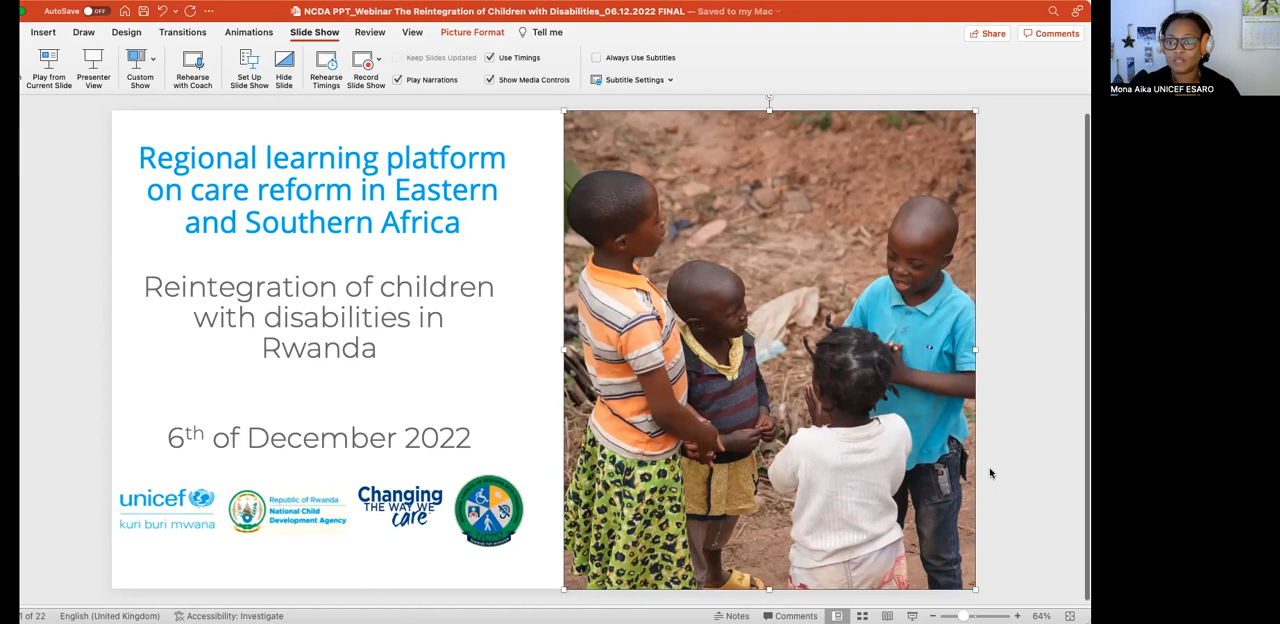 AutoSave OFF
NCDA PPT_Webinar The Reintegration of Children with Disabilities_06.12.2022 FINAL — Saved to my Mac
Insert Draw Design Transitions Animations Slide Show Review View Picture Format Tell me
Share Comments
Play from Current Slide
Presenter View
Custom Show
Rehearse with Coach
Set Up Slide Show
Hide Slide
Rehearse Timings
Record Slide Show
Keep Slides Updated
Play Narrations
Use Timings
Show Media Controls
Always Use Subtitles
Subtitle Settings
Mona Aika UNICEF ESARO
Regional learning platform
on care reform in Eastern
and Southern Africa
Reintegration of children
with disabilities in
Rwanda
6th of December 2022
unicef
kuri buri mwana
Republic of Rwanda
National Child
Development Agency
Changing
THE WAY WE
care
of 22 English (United Kingdom) Accessibility: Investigate
Notes Comments 64%